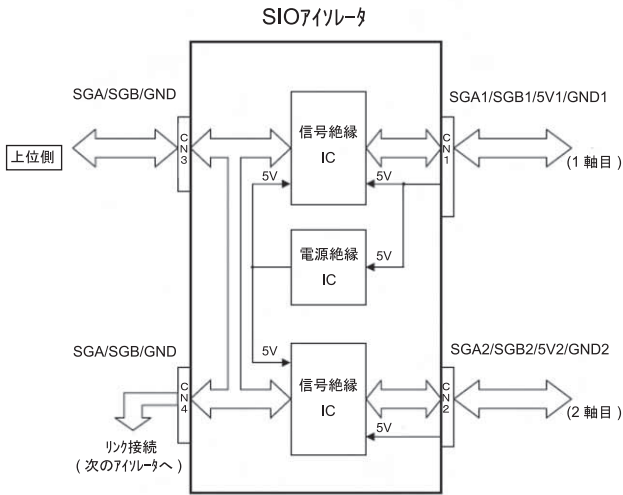 SIOｱｲｿﾚｰﾀ
SGA/SGB/GND
SGA1/SGB1/5V1/GND1
上位側
CN3
信号絶縁
IC
CN1
(1 軸目)
5V
5V
電源絶縁
IC
5V
SGA/SGB/GND
5V
SGA2/SGB2/5V2/GND2
CN4
信号絶縁
IC
CN2
(2 軸目)
5V
ﾘﾝｸ接続
( 次のｱｲｿﾚｰﾀへ )